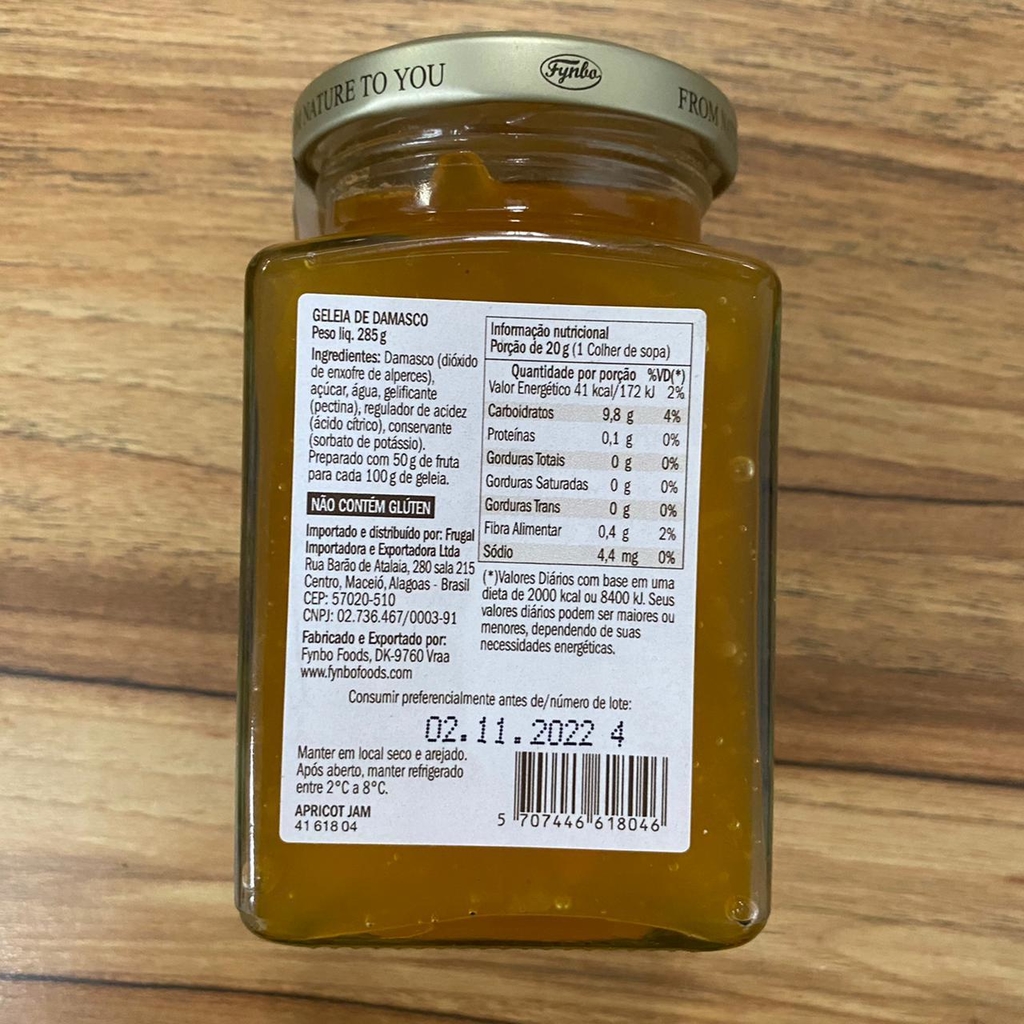 NATURE TO YOU
Fynbo
FROM
GELEIA DE DAMASCO
Peso liq. 285 g
Ingredientes: Damasco (dióxido
de enxofre de alperces),
açúcar, água, gelificante
(pectina), regulador de acidez
(ácido cítrico), conservante
(sorbato de potássio).
Preparado com 50 g de fruta
para cada 100 g de geleia.
NÃO CONTÉM GLÚTEN
Importado e distribuído por: Frugal
Importadora e Exportadora Ltda
Rua Barão de Atalaia, 280 sala 215
Centro, Maceió, Alagoas - Brasil
CEP: 57020-510
CNPJ: 02.736.467/0003-91
Fabricado e Exportado por:
Fynbo Foods, DK-9760 Vraa
www.fynbofoods.com
Informação nutricional
Porção de 20 g (1 Colher de sopa)
Quantidade por porção %VD(*)
Valor Energético 41 kcal/172 kJ 2%
Carboidratos 9,8 g 4%
Proteínas 0,1 g 0%
Gorduras Totais 0 g 0%
Gorduras Saturadas 0 g 0%
Gorduras Trans 0 g 0%
Fibra Alimentar 0,4 g 2%
Sódio 4,4 mg 0%
(*)Valores Diários com base em uma
dieta de 2000 kcal ou 8400 kJ. Seus
valores diários podem ser maiores ou
menores, dependendo de suas
necessidades energéticas.
Consumir preferencialmente antes de/número de lote:
02.11.2022 4
Manter em local seco e arejado.
Após aberto, manter refrigerado
entre 2°C a 8°C.
APRICOT JAM
41 618 04
5 707446 618046